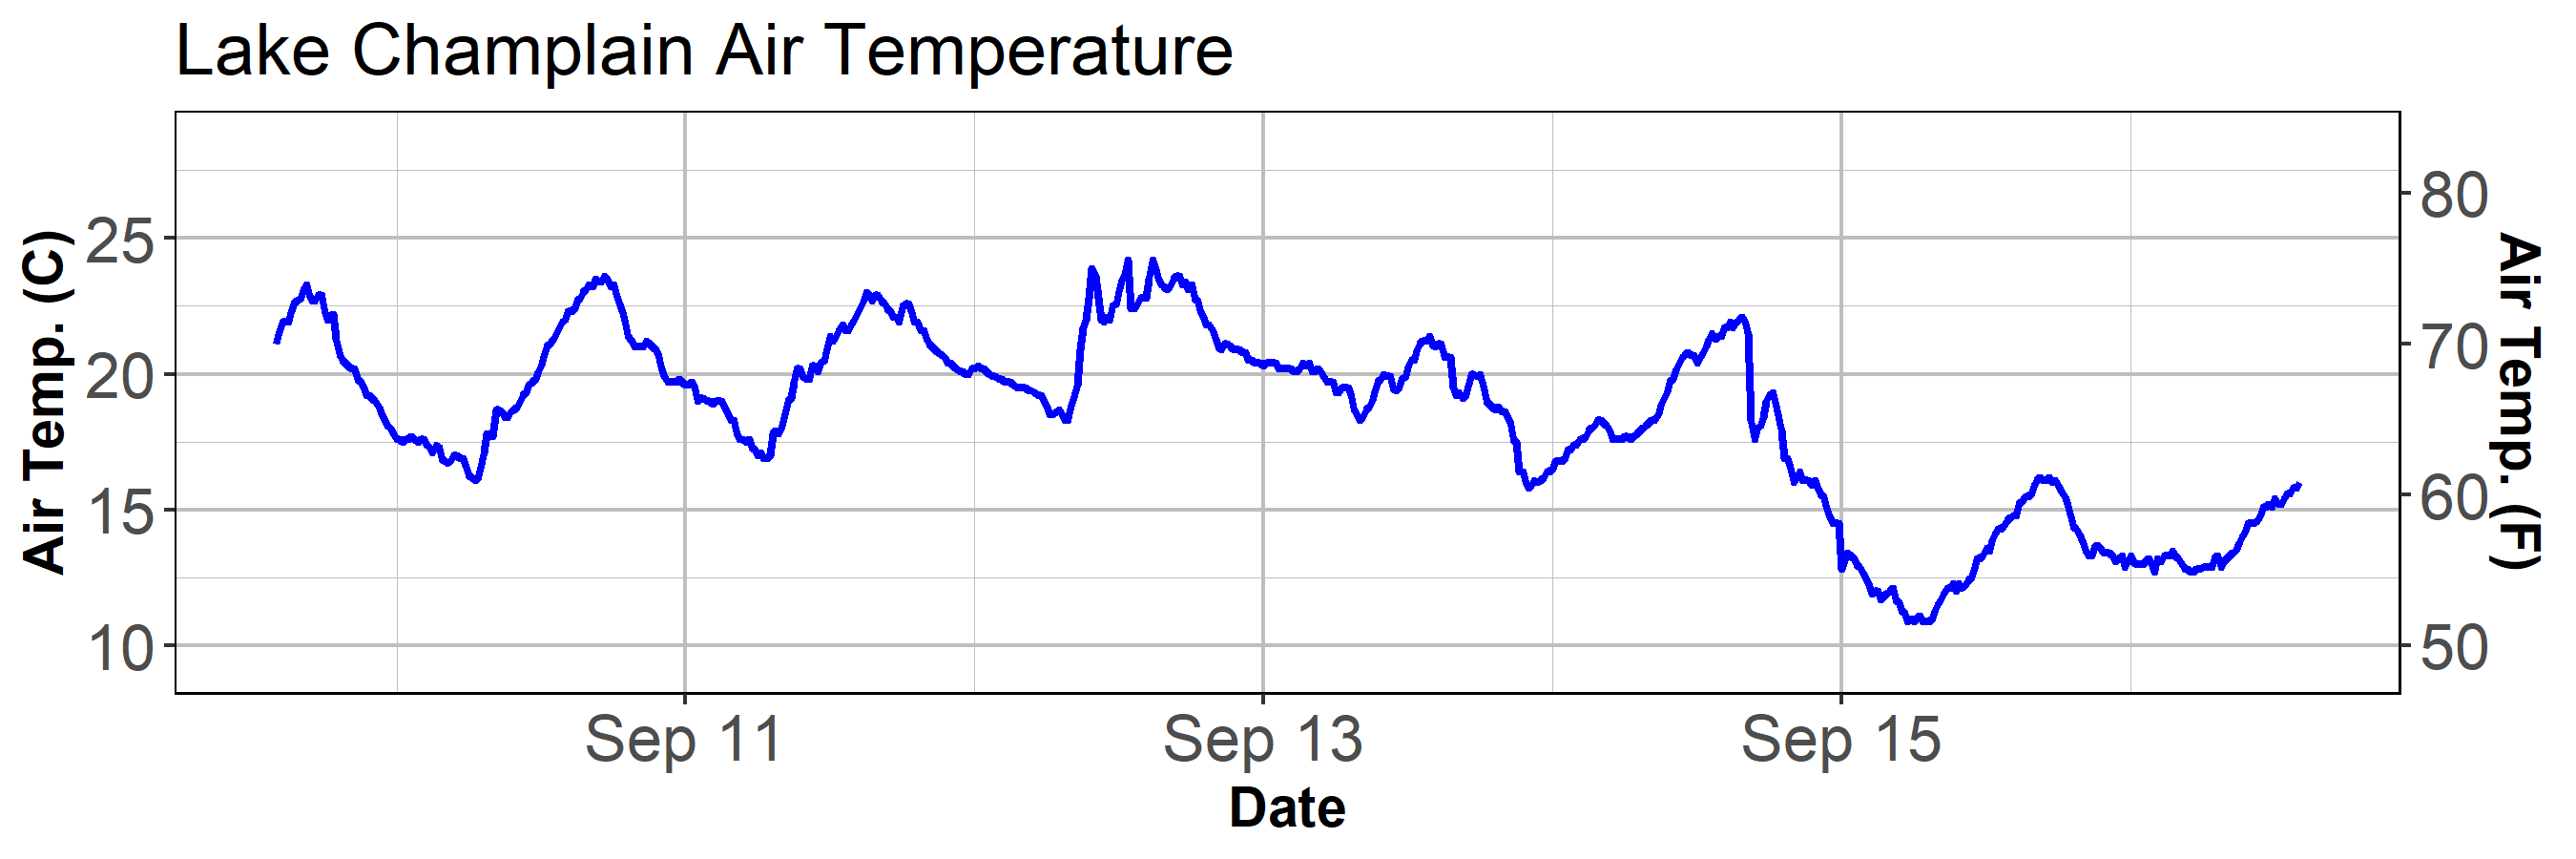 Lake Champlain Air Temperature
Air Temp. (C)
25
20
15
10
80
70
60
50
Air Temp. (F)
Sep 11
Sep 13
Sep 15
Date